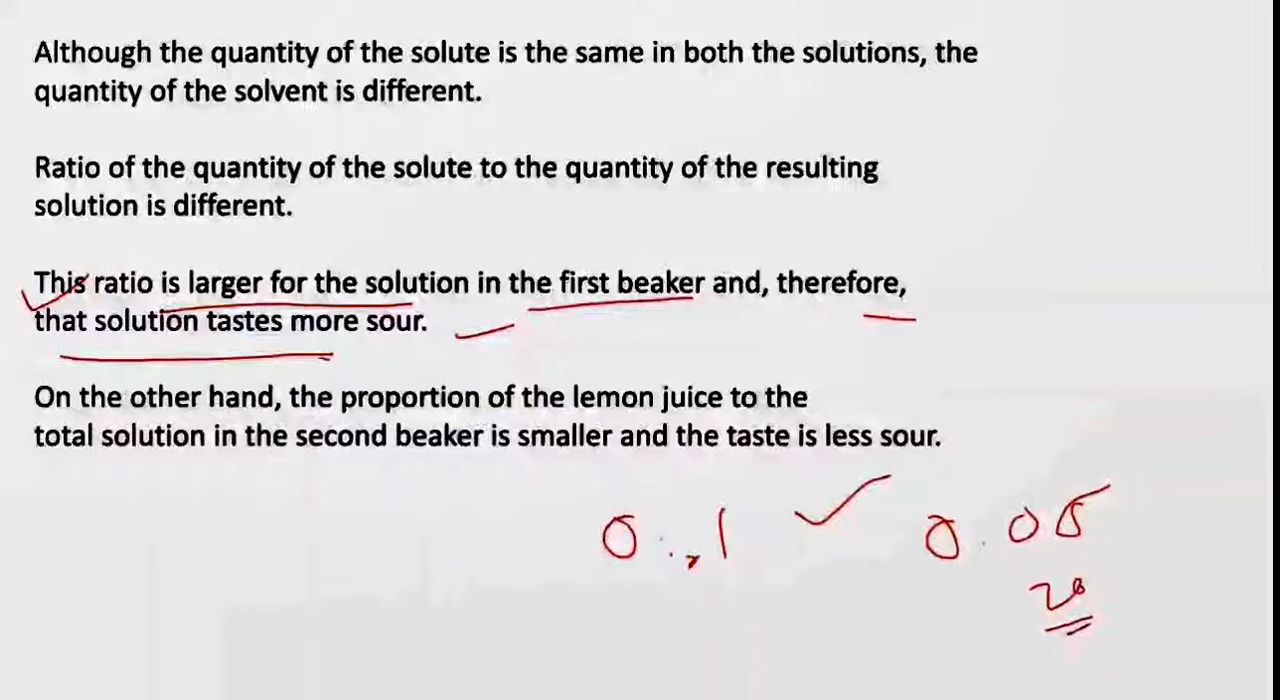 Although the quantity of the solute is the same in both the solutions, the
quantity of the solvent is different.
Ratio of the quantity of the solute to the quantity of the resulting
solution is different.
This ratio is larger for the solution in the first beaker and, therefore,
that solution tastes more sour.
On the other hand, the proportion of the lemon juice to the
total solution in the second beaker is smaller and the taste is less sour.
0.1 0.05